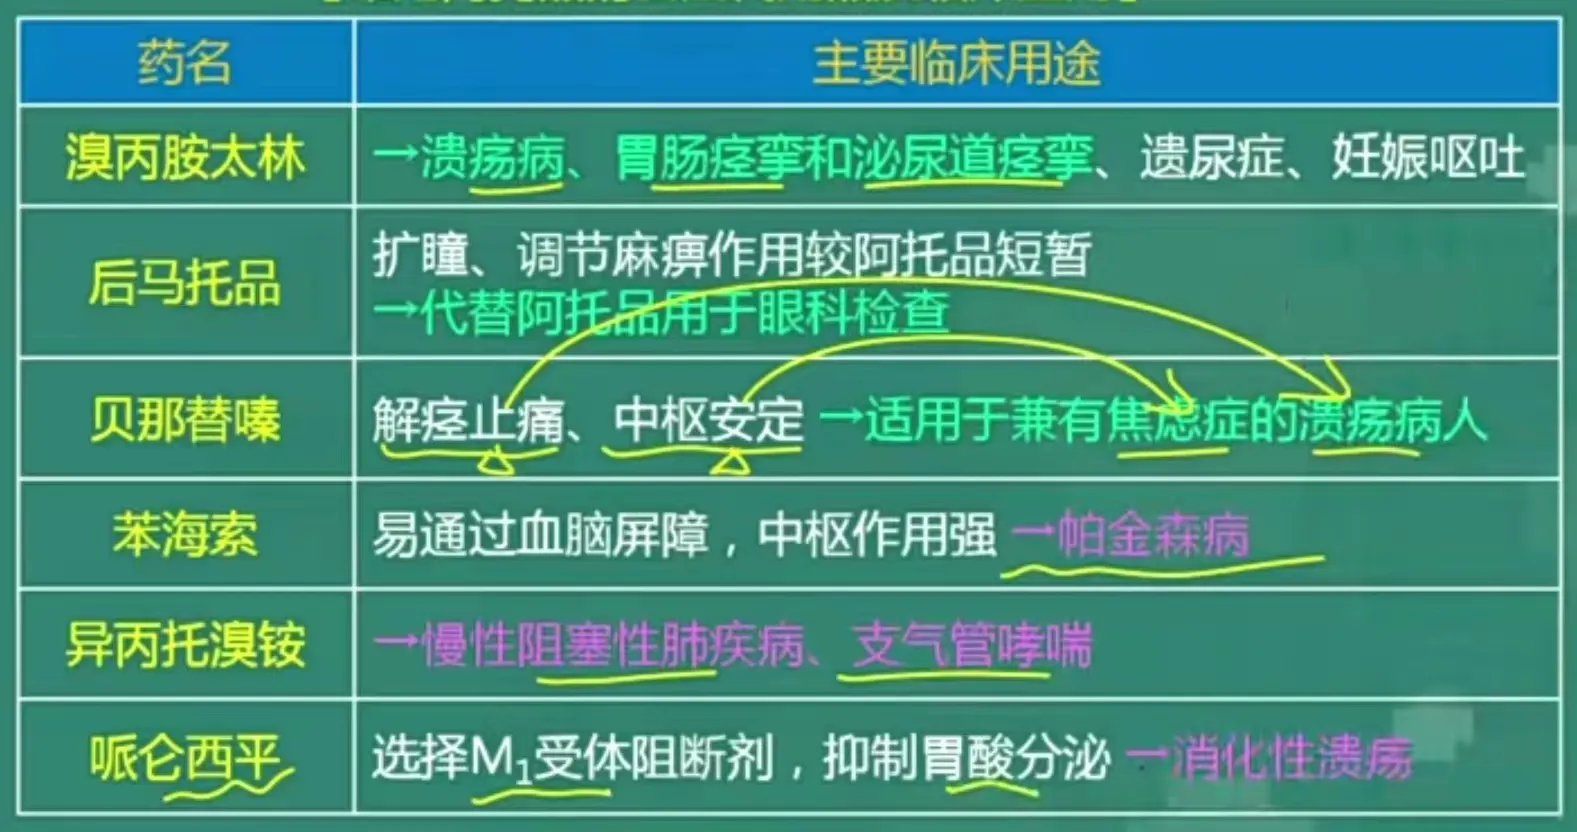 药名 主要临床用途
溴丙胺太林 →溃疡病、胃肠痉挛和泌尿道痉挛、遗尿症、妊娠呕吐
后马托品 扩瞳、调节麻痹作用较阿托品短暂
→代替阿托品用于眼科检查
贝那替嗪 解痉止痛、中枢安定→适用于兼有焦虑症的溃疡病人
苯海索 易通过血脑屏障，中枢作用强→帕金森病
异丙托溴铵 →慢性阻塞性肺疾病、支气管哮喘
哌仑西平 选择M₁受体阻断剂，抑制胃酸分泌→消化性溃疡